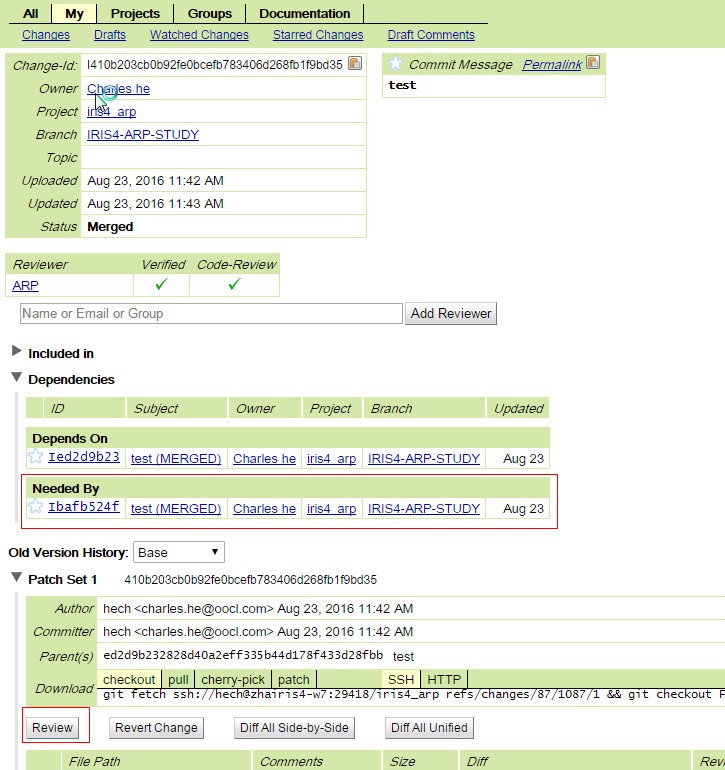 All My Projects Groups Documentation
Changes Drafts Watched Changes Starred Changes Draft Comments
Change-Id: I410b203cb0b92fe0bcefb783406d268fb1f9bd35
Commit Message Permalink
test
Owner Charles he
Project iris4_arp
Branch IRIS4-ARP-STUDY
Topic
Uploaded Aug 23, 2016 11:42 AM
Updated Aug 23, 2016 11:43 AM
Status Merged
Reviewer Verified Code-Review
ARP ✓ ✓
Name or Email or Group Add Reviewer
Included in
Dependencies
ID Subject Owner Project Branch Updated
Depends On
Ied2d9b23 test (MERGED) Charles he iris4_arp IRIS4-ARP-STUDY Aug 23
Needed By
Ibafb524f test (MERGED) Charles he iris4_arp IRIS4-ARP-STUDY Aug 23
Old Version History: Base
Patch Set 1 410b203cb0b92fe0bcefb783406d268fb1f9bd35
Author hech <charles.he@oocl.com> Aug 23, 2016 11:42 AM
Committer hech <charles.he@oocl.com> Aug 23, 2016 11:42 AM
Parent(s) ed2d9b232828d40a2eff335b44d178f433d28fbb test
checkout pull cherry-pick patch SSH HTTP
Download git fetch ssh://hech@zhairis4-w7:29418/iris4_arp refs/changes/87/1087/1 && git checkout F
Review Revert Change Diff All Side-by-Side Diff All Unified
File Path Comments Size Diff Revi